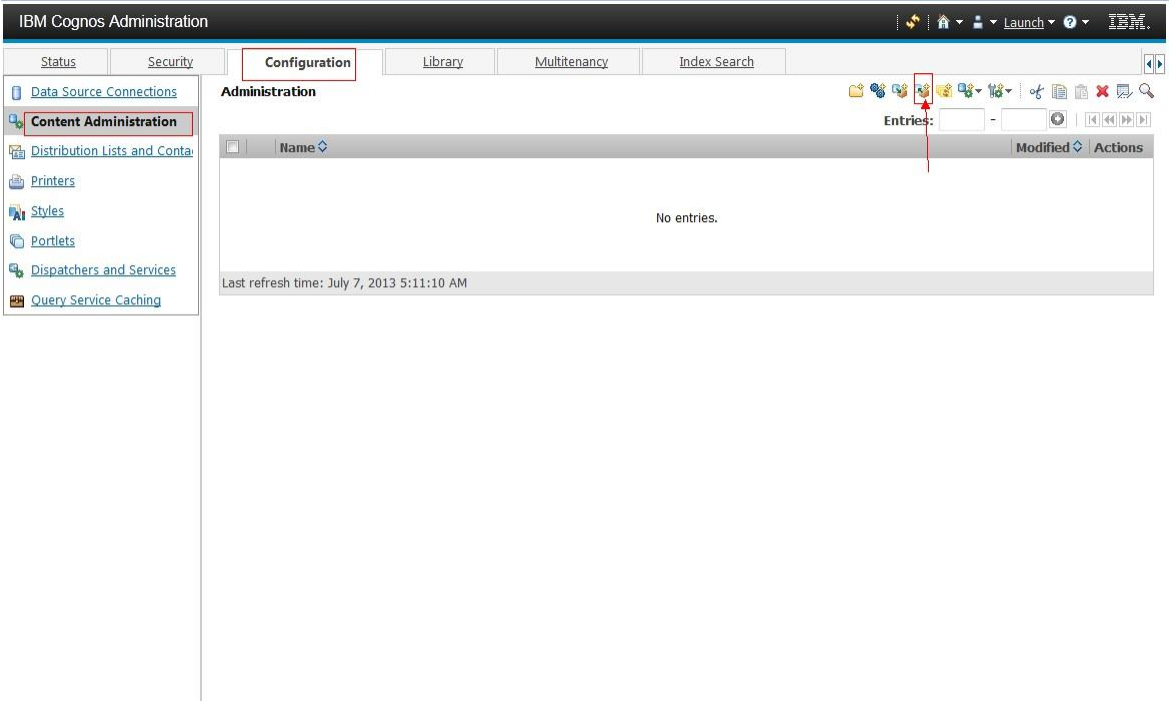 IBM Cognos Administration
Launch
IBM.
Status
Security
Configuration
Library
Multitenancy
Index Search
Data Source Connections
Content Administration
Distribution Lists and Conta
Printers
Styles
Portlets
Dispatchers and Services
Query Service Caching
Administration
Entries: -
Name Modified Actions
No entries.
Last refresh time: July 7, 2013 5:11:10 AM